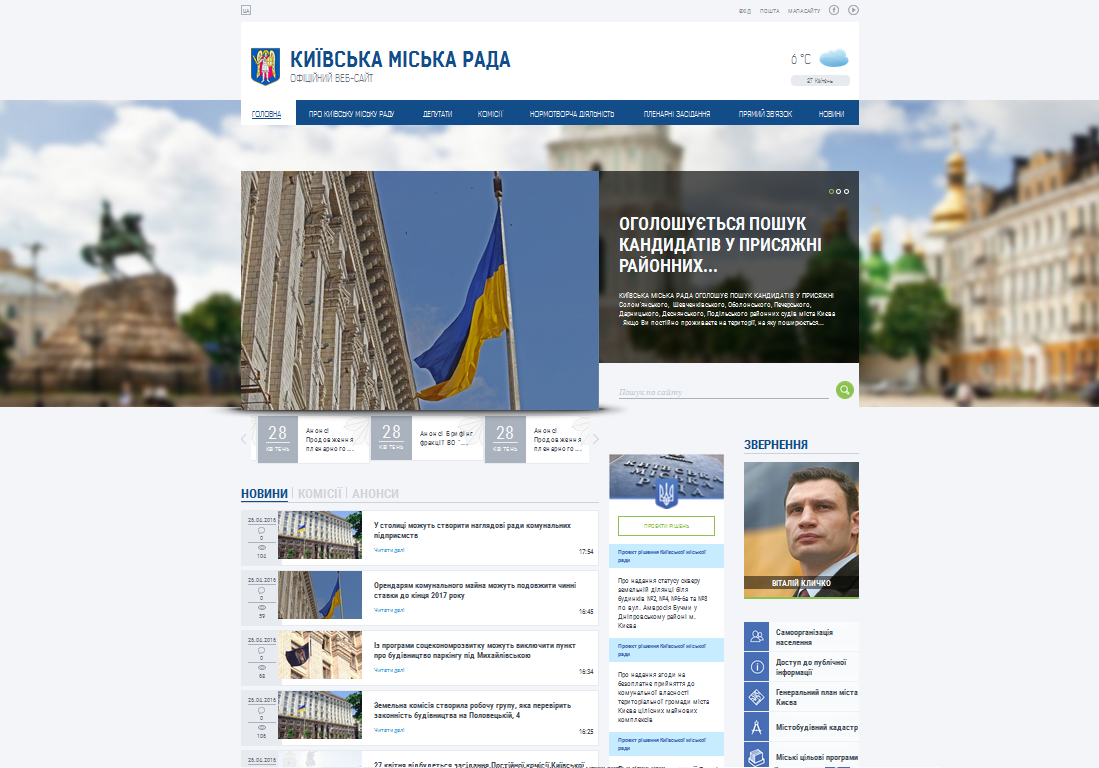 UA
ВХІД ПОШТА МАПА САЙТУ
КИЇВСЬКА МІСЬКА РАДА
ОФІЦІЙНИЙ ВЕБ-САЙТ
6 °C
27 Квітень
ГОЛОВНА ПРО КИЇВСЬКУ МІСЬКУ РАДУ ДЕПУТАТИ КОМІСІЇ НОРМОТВОРЧА ДІЯЛЬНІСТЬ ПЛЕНАРНІ ЗАСІДАННЯ ПРЯМИЙ ЗВ'ЯЗОК НОВИНИ
ОГОЛОШУЄТЬСЯ ПОШУК
КАНДИДАТІВ У ПРИСЯЖНІ
РАЙОННИХ...
КИЇВСЬКА МІСЬКА РАДА ОГОЛОШУЄ ПОШУК КАНДИДАТІВ У ПРИСЯЖНІ
Солом'янського, Шевченківського, Оболонського, Печерського,
Дарницького, Деснянського, Подільського районних судів міста Києва
Якщо Ви постійно проживаєте на території, на яку поширюється...
Пошук по сайту
28
КВІТЕНЬ
Анонсі
Продовження
пленарного ...
28
КВІТЕНЬ
Анонсі Брифінг
фракції ВО "...
28
КВІТЕНЬ
Анонсі
Продовження
пленарного ...
НОВИНИ | КОМІСІЇ | АНОНСИ
26.04.2016
0
104
У столиці можуть створити наглядові ради комунальних
підприємств
Читати далі
17:54
26.04.2016
0
59
Орендарям комунального майна можуть подовжити чинні
ставки до кінця 2017 року
Читати далі
16:45
26.04.2016
0
68
Із програми соцекономрозвитку можуть виключити пункт
про будівництво паркінгу під Михайлівською
Читати далі
16:34
26.04.2016
0
106
Земельна комісія створила робочу групу, яка перевірить
законність будівництва на Половецькій, 4
Читати далі
16:25
26.04.2016
27 квітня відбудеться засідання Постійної комісії Київської
КИЇВСЬКА
МІСЬКА
РАДА
ПРОЕКТИ РІШЕНЬ
Проект рішення Київської міської
ради
Про надання статусу скверу
земельній ділянці біля
будинків №2, №4, №6-6а та №8
по вул. Амвросія Бучми у
Дніпровському районі м.
Києва
Проект рішення Київської міської
ради
Про надання згоди на
безоплатне прийняття до
комунальної власності
територіальної громади міста
Києва цілісних майнових
комплексів
Проект рішення Київської міської
ради
ЗВЕРНЕННЯ
ВІТАЛІЙ КЛИЧКО
Самоорганізація
населення
Доступ до публічної
інформації
Генеральний план міста
Києва
Містобудівний кадастр
Міські цільові програми